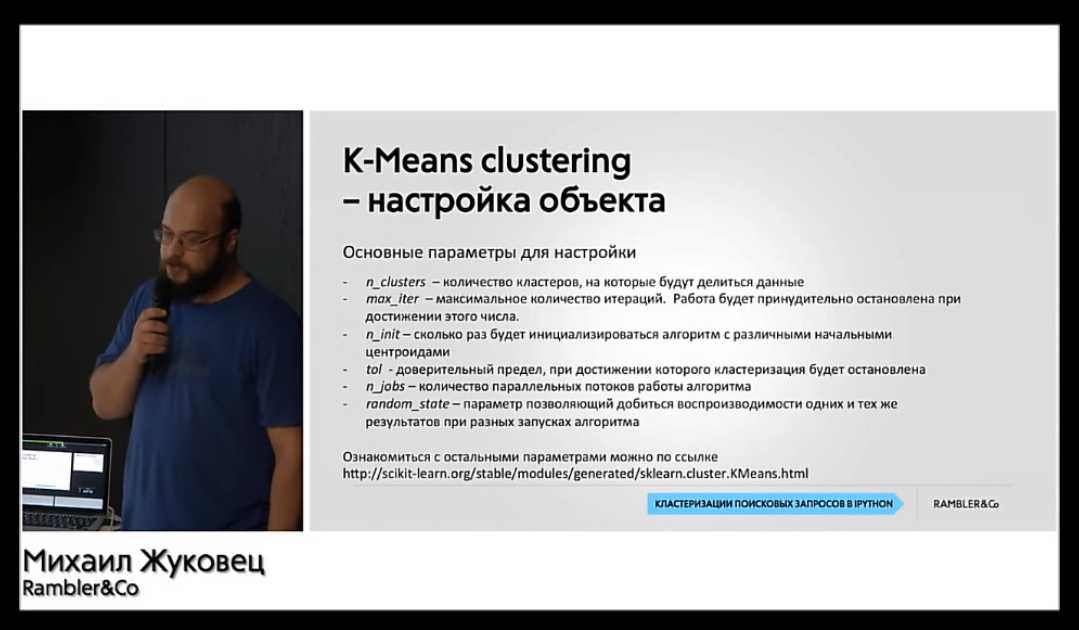 K-Means clustering
– настройка объекта
Основные параметры для настройки
- n_clusters – количество кластеров, на которые будут делиться данные
- max_iter – максимальное количество итераций. Работа будет принудительно остановлена при
достижении этого числа.
- n_init – сколько раз будет инициализироваться алгоритм с различными начальными
центроидами
- tol - доверительный предел, при достижении которого кластеризация будет остановлена
- n_jobs – количество параллельных потоков работы алгоритма
- random_state – параметр позволяющий добиться воспроизводимости одних и тех же
результатов при разных запусках алгоритма
Ознакомиться с остальными параметрами можно по ссылке
http://scikit-learn.org/stable/modules/generated/sklearn.cluster.KMeans.html
КЛАСТЕРИЗАЦИИ ПОИСКОВЫХ ЗАПРОСОВ В IPYTHON
RAMBLER&Co
Михаил Жуковец
Rambler&Co